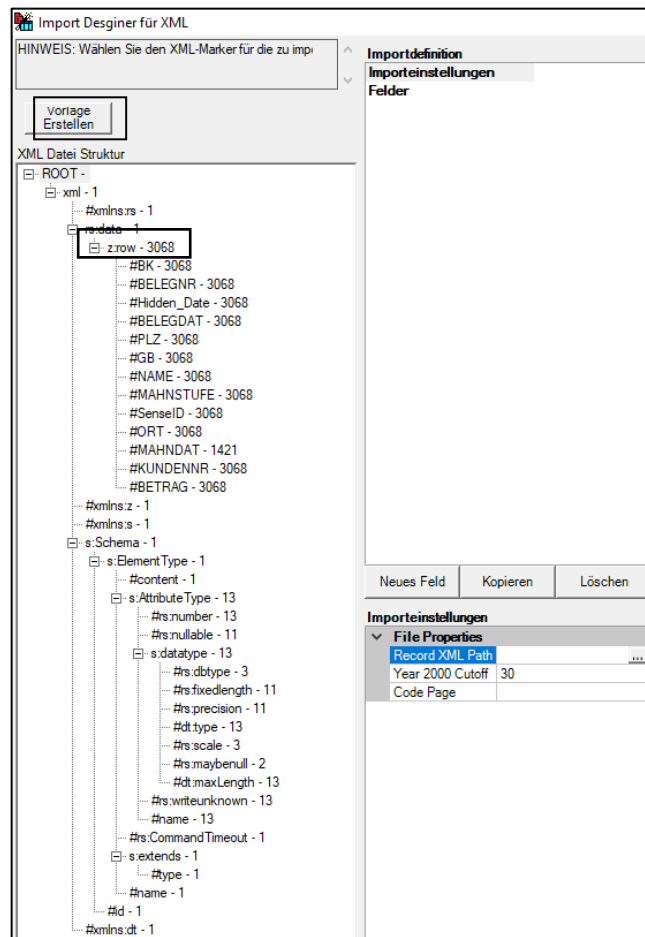 Import Desginer für XML
HINWEIS: Wählen Sie den XML-Marker für die zu imp
Vorlage
Erstellen
XML Datei Struktur
ROOT -
xml - 1
#xmlns:rs - 1
rs:data - 1
z:row - 3068
#BK - 3068
#BELEGNR - 3068
#Hidden_Date - 3068
#BELEGDAT - 3068
#PLZ - 3068
#GB - 3068
#NAME - 3068
#MAHNSTUFE - 3068
#SenseID - 3068
#ORT - 3068
#MAHNDAT - 1421
#KUNDENNR - 3068
#BETRAG - 3068
#xmlns:z - 1
#xmlns:s - 1
s:Schema - 1
s:ElementType - 1
#content - 1
s:AttributeType - 13
#rs:number - 13
#rs:nullable - 11
s:datatype - 13
#rs:dbtype - 3
#rs:fixedlength - 11
#rs:precision - 11
#dt:type - 13
#rs:scale - 3
#rs:maybenull - 2
#dt:maxLength - 13
#rs:writeunknown - 13
#name - 13
#rs:CommandTimeout - 1
s:extends - 1
#type - 1
#name - 1
#id - 1
#xmlns:dt - 1
Importdefinition
Importeinstellungen
Felder
Neues Feld Kopieren Löschen
Importeinstellungen
File Properties
Record XML Path ...
Year 2000 Cutoff 30
Code Page